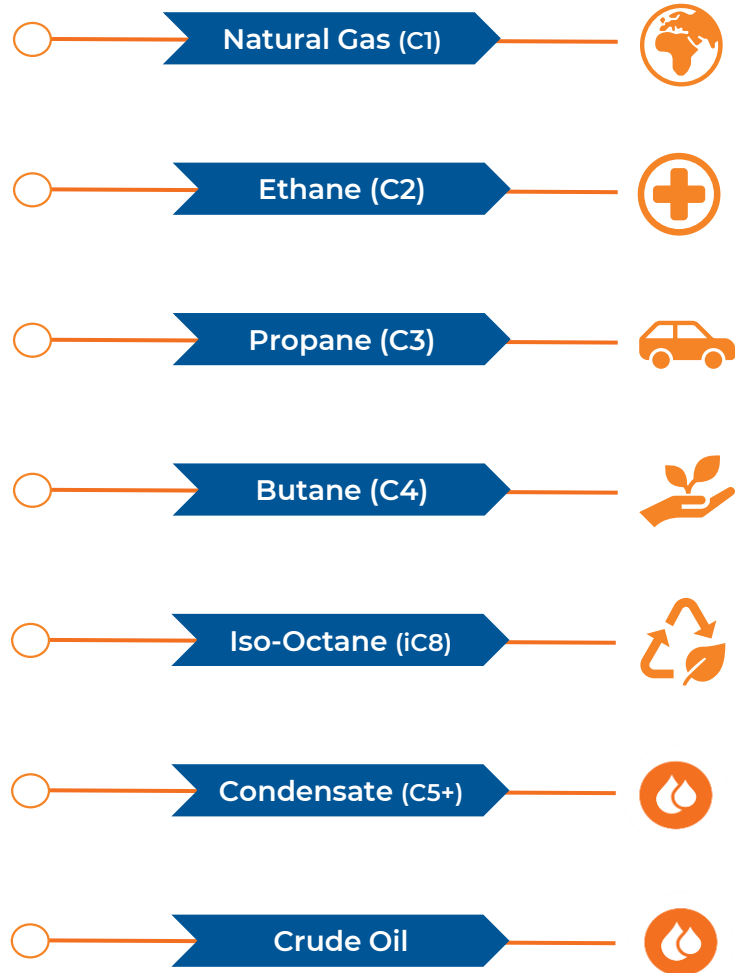 Natural Gas (C1)
Ethane (C2)
Propane (C3)
Butane (C4)
Iso-Octane (iC8)
Condensate (C5+)
Crude Oil